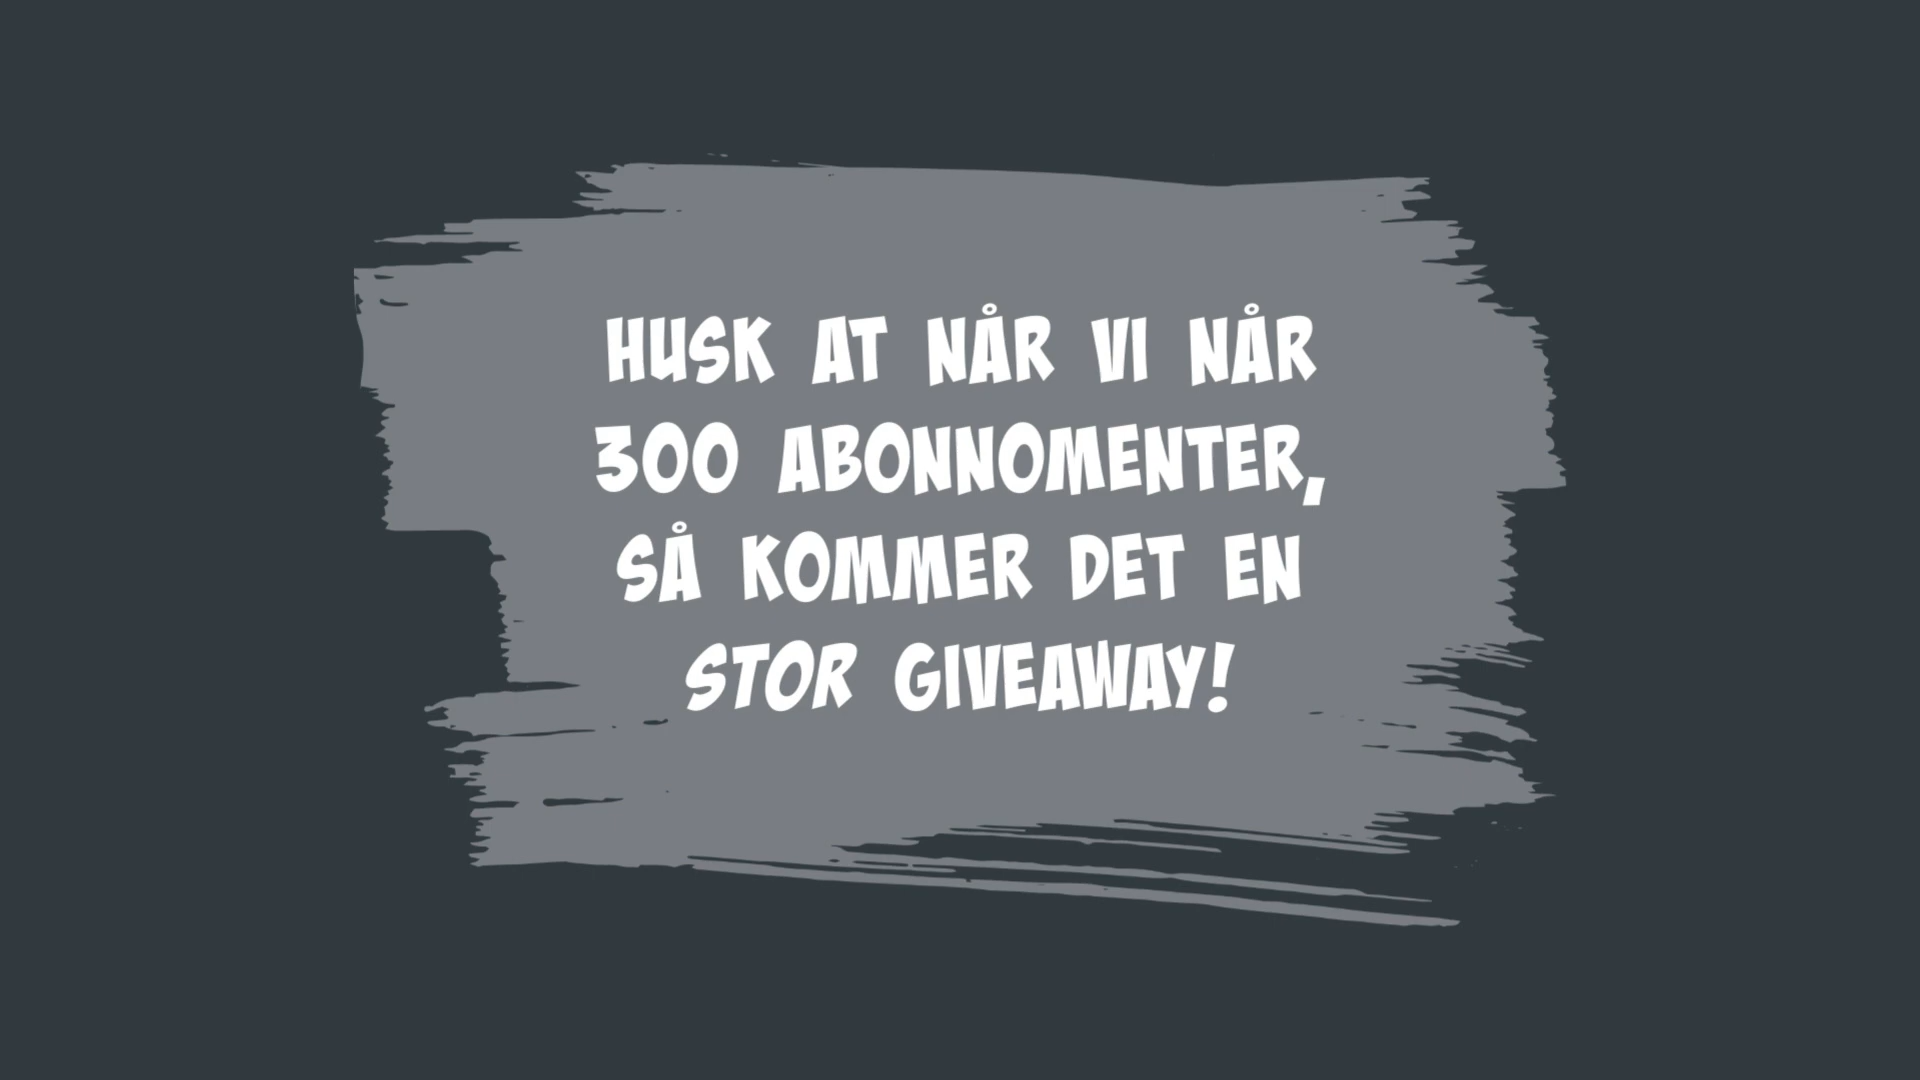 HUSK AT NÅR VI NÅR
300 ABONNOMENTER,
SÅ KOMMER DET EN
STOR GIVEAWAY!